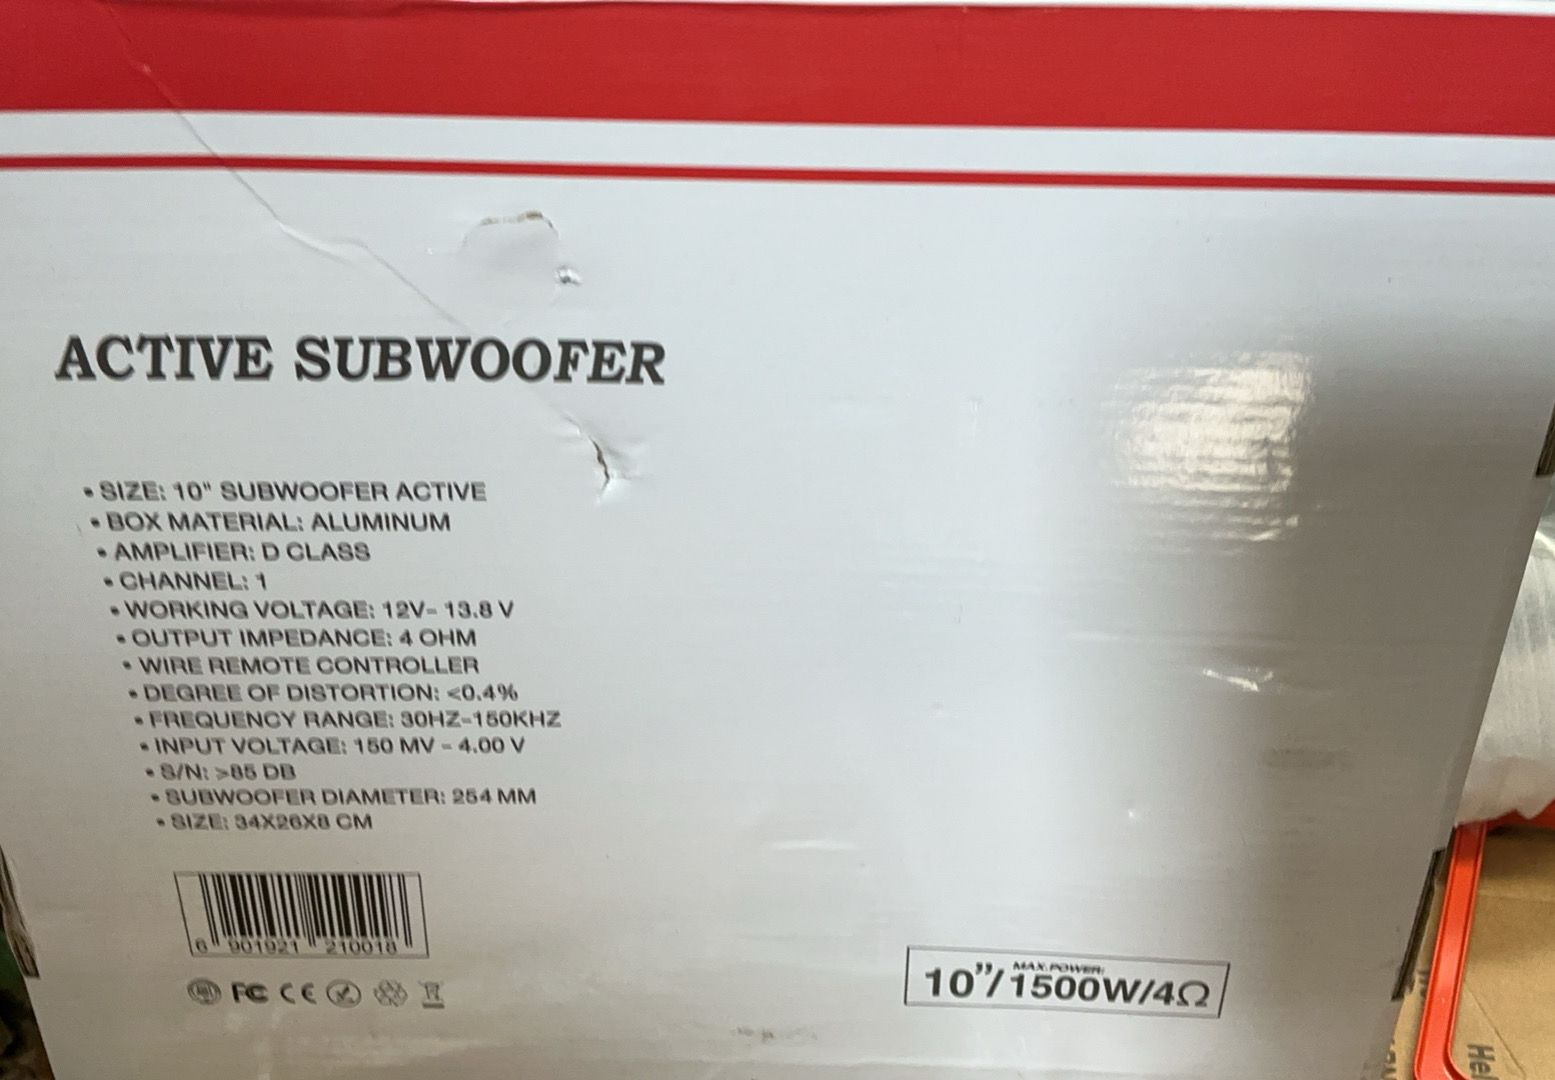 ACTIVE SUBWOOFER
• SIZE: 10" SUBWOOFER ACTIVE
• BOX MATERIAL: ALUMINUM
• AMPLIFIER: D CLASS
• CHANNEL: 1
• WORKING VOLTAGE: 12V- 13.8 V
• OUTPUT IMPEDANCE: 4 OHM
• WIRE REMOTE CONTROLLER
• DEGREE OF DISTORTION: <0.4%
• FREQUENCY RANGE: 30HZ-150KHZ
• INPUT VOLTAGE: 150 MV - 4.00 V
• S/N: >85 DB
• SUBWOOFER DIAMETER: 254 MM
• SIZE: 34X26X8 CM
6 901921 210018
FC CE
MAX.POWER:
10”/1500W/4Ω
Hel